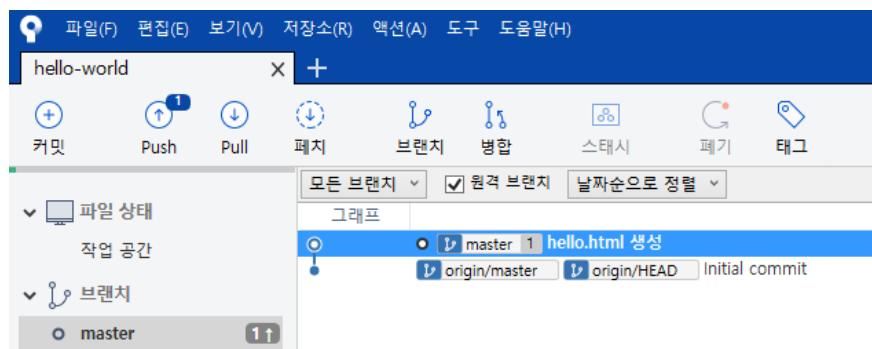 파일(F) 편집(E) 보기(V) 저장소(R) 액션(A) 도구 도움말(H)
hello-world
1
커밋 Push Pull 페치 브랜치 병합 스태시 폐기 태그
모든 브랜치 원격 브랜치 날짜순으로 정렬
파일 상태
그래프
작업 공간
master 1 hello.html 생성
origin/master origin/HEAD Initial commit
브랜치
master 1↑